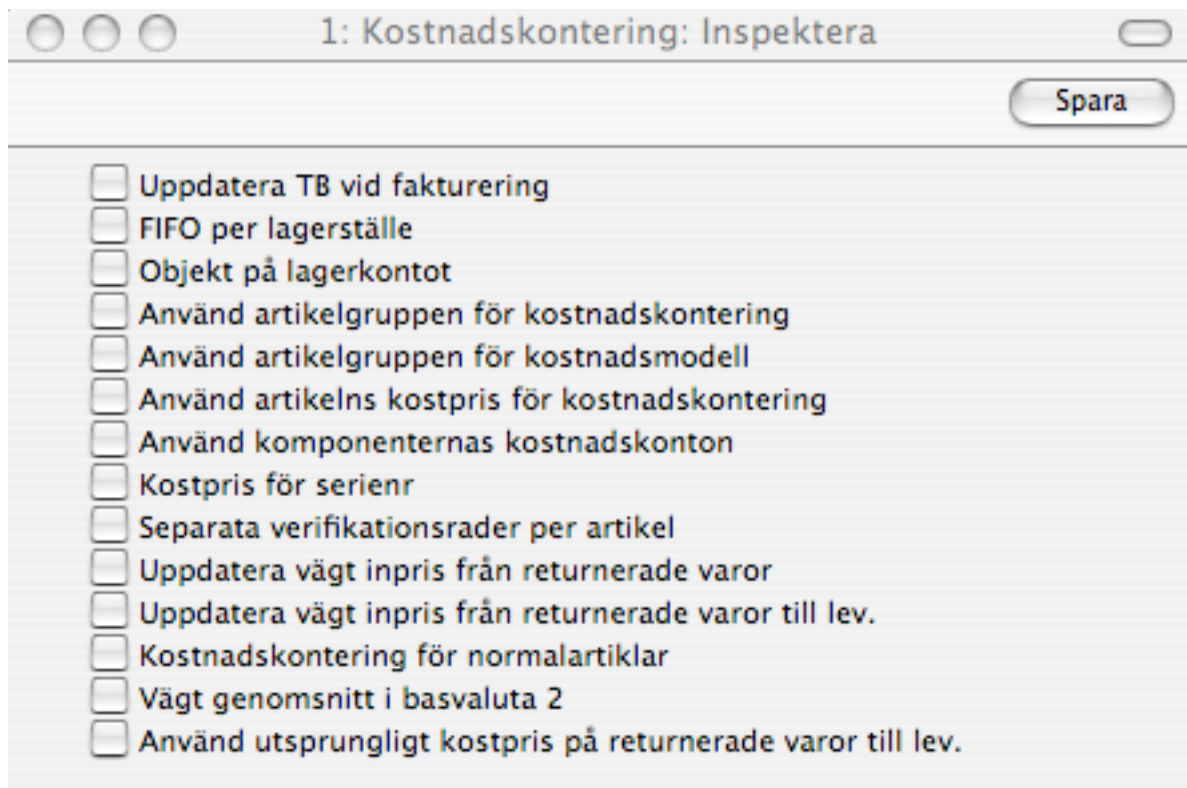 1: Kostnadskontering: Inspektera
Spara
Uppdatera TB vid fakturering
FIFO per lagerställe
Objekt på lagerkontot
Använd artikelgruppen för kostnadskontering
Använd artikelgruppen för kostnadsmodell
Använd artikelns kostpris för kostnadskontering
Använd komponenternas kostnadskonton
Kostpris för serienr
Separata verifikationsrader per artikel
Uppdatera vägt inpris från returnerade varor
Uppdatera vägt inpris från returnerade varor till lev.
Kostnadskontering för normalartiklar
Vägt genomsnitt i basvaluta 2
Använd utsprungligt kostpris på returnerade varor till lev.